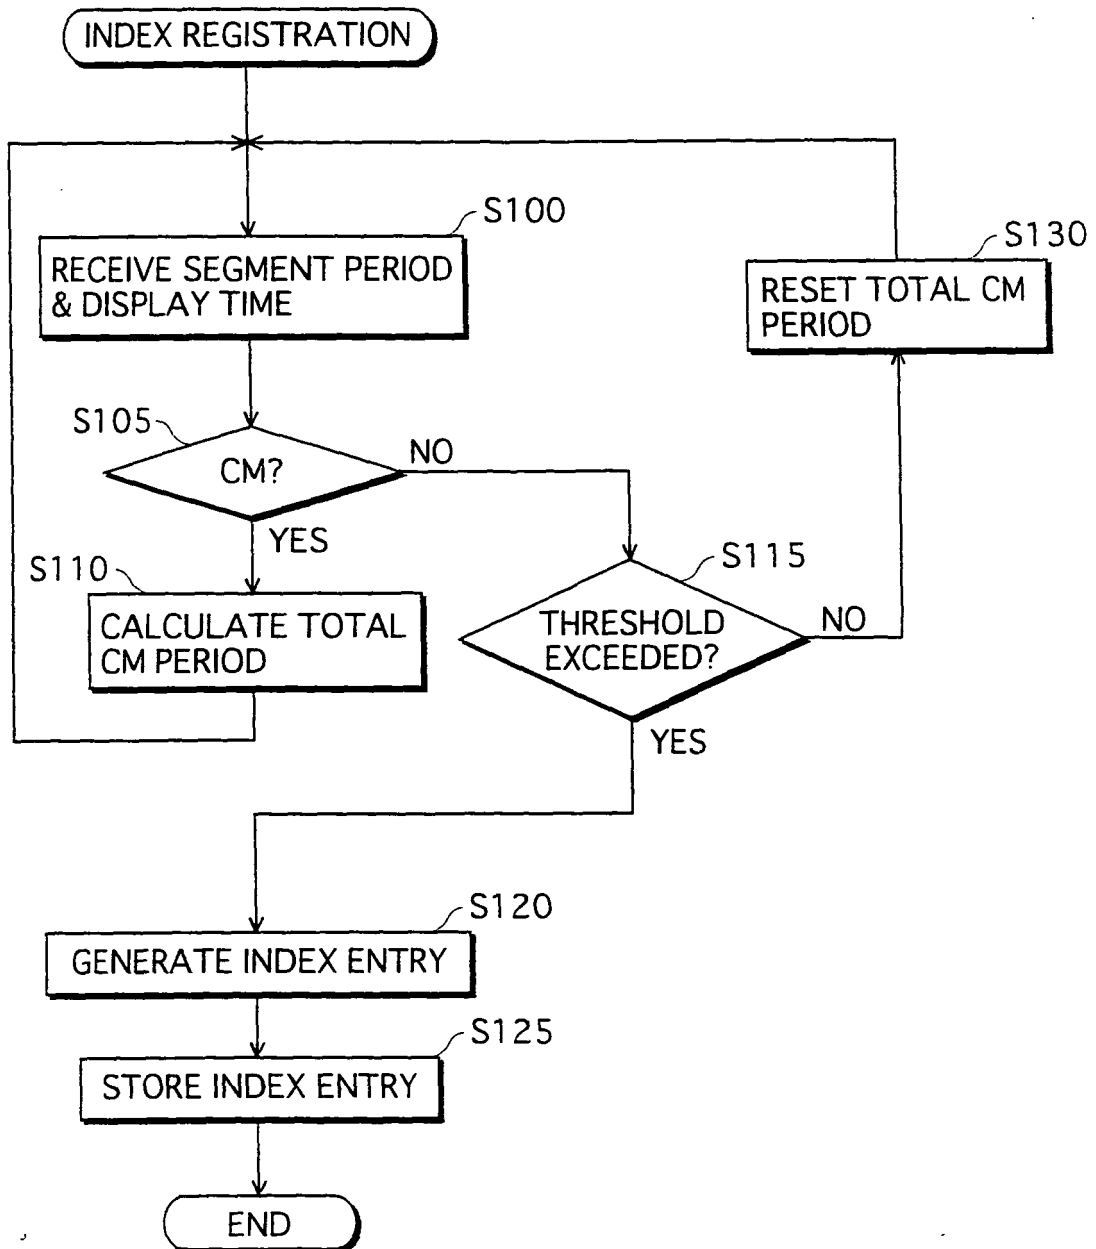 INDEX REGISTRATION
S100
RECEIVE SEGMENT PERIOD
& DISPLAY TIME
S130
RESET TOTAL CM
PERIOD
S105
CM?
NO
YES
S110
CALCULATE TOTAL
CM PERIOD
S115
THRESHOLD
EXCEEDED?
NO
YES
S120
GENERATE INDEX ENTRY
S125
STORE INDEX ENTRY
END